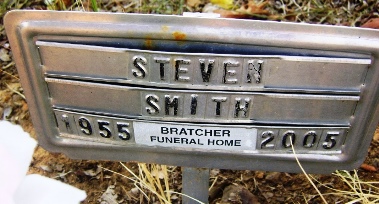 STEVEN
SMITH
1955 BRATCHER 2005
FUNERAL HOME